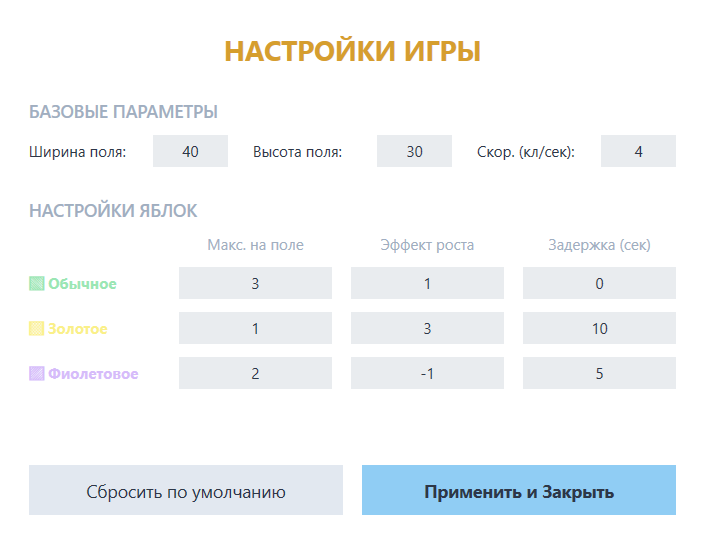 НАСТРОЙКИ ИГРЫ
БАЗОВЫЕ ПАРАМЕТРЫ
Ширина поля: 40 Высота поля: 30 Скор. (кл/сек): 4
НАСТРОЙКИ ЯБЛОК
Макс. на поле Эффект роста Задержка (сек)
Обычное 3 1 0
Золотое 1 3 10
Фиолетовое 2 -1 5
Сбросить по умолчанию Применить и Закрыть